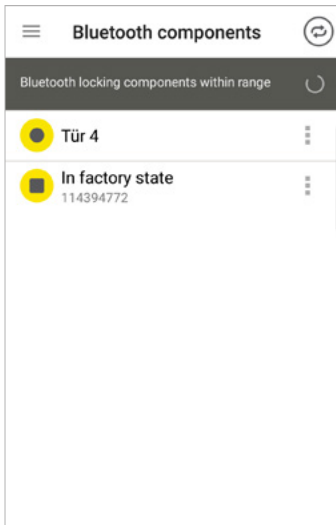 Bluetooth components
Bluetooth locking components within range
Tür 4
In factory state
114394772